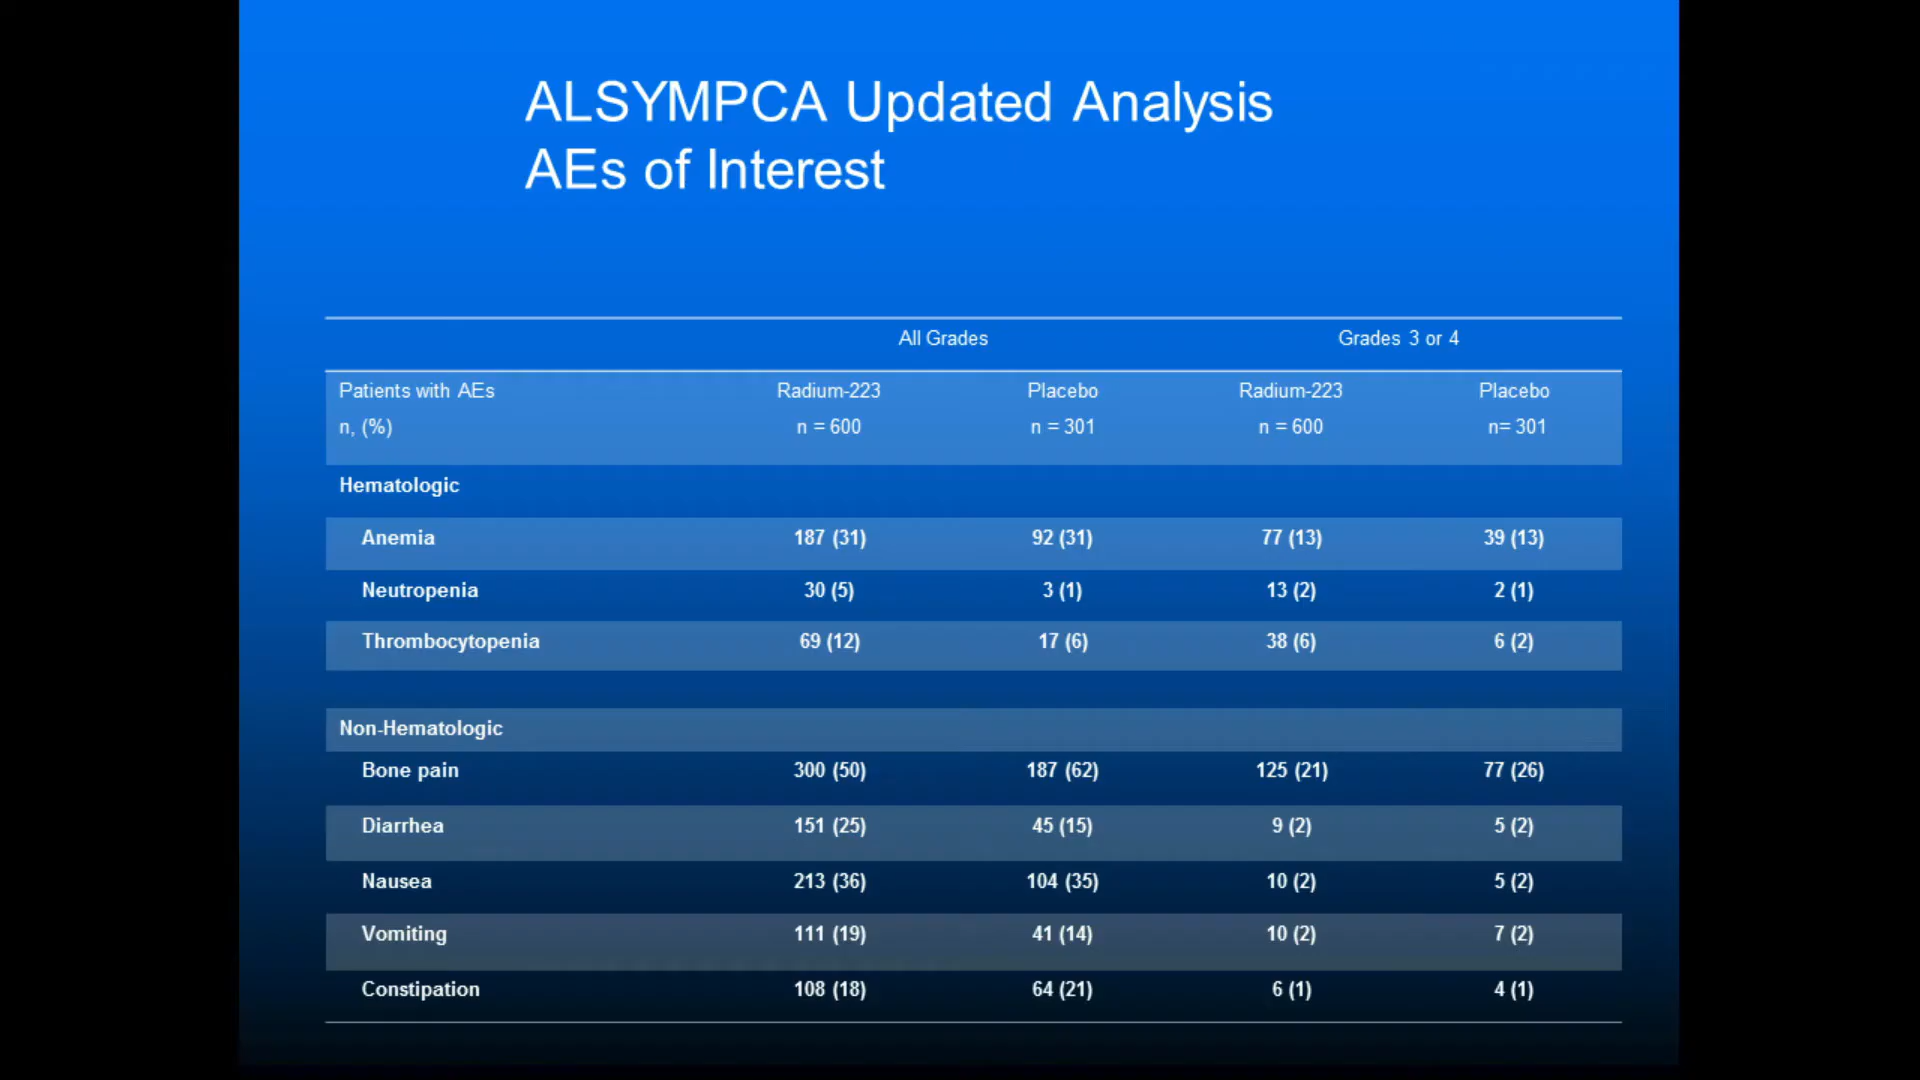 ALSYMPCA Updated Analysis
AEs of Interest
All Grades Grades 3 or 4
Patients with AEs Radium-223 Placebo Radium-223 Placebo
n, (%) n = 600 n = 301 n = 600 n= 301
Hematologic
Anemia 187 (31) 92 (31) 77 (13) 39 (13)
Neutropenia 30 (5) 3 (1) 13 (2) 2 (1)
Thrombocytopenia 69 (12) 17 (6) 38 (6) 6 (2)
Non-Hematologic
Bone pain 300 (50) 187 (62) 125 (21) 77 (26)
Diarrhea 151 (25) 45 (15) 9 (2) 5 (2)
Nausea 213 (36) 104 (35) 10 (2) 5 (2)
Vomiting 111 (19) 41 (14) 10 (2) 7 (2)
Constipation 108 (18) 64 (21) 6 (1) 4 (1)